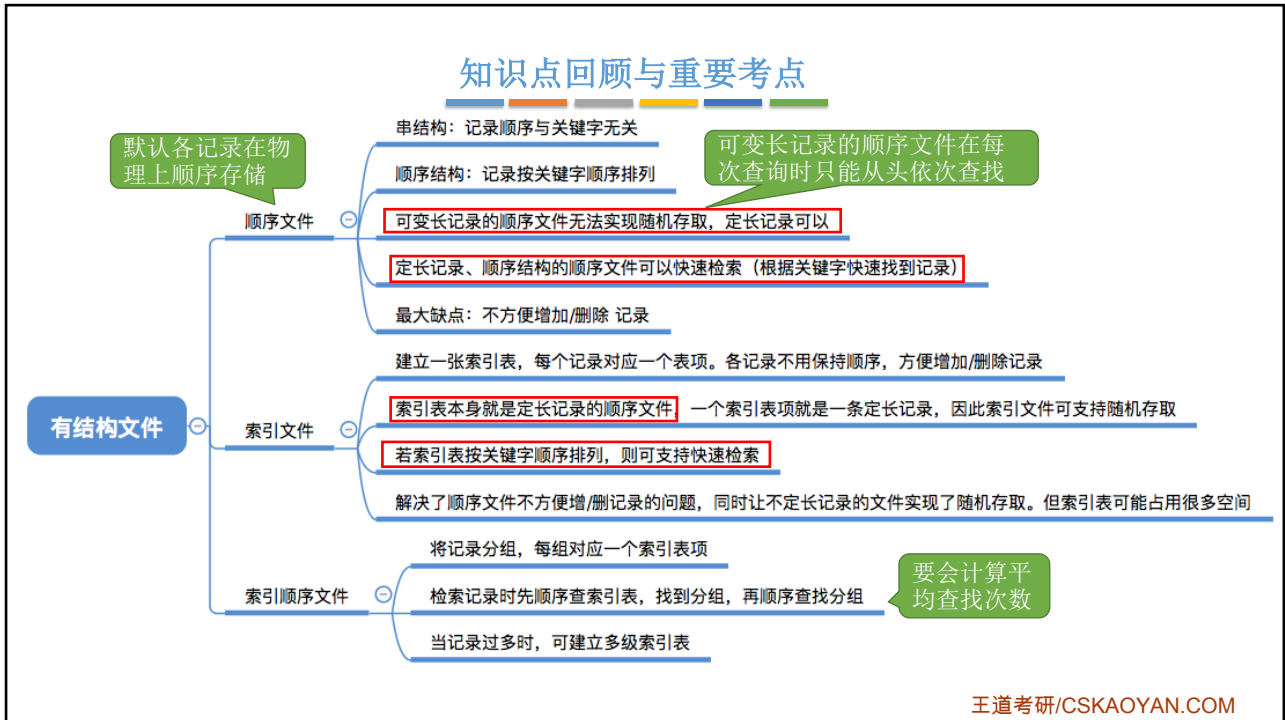 知识点回顾与重要考点
默认各记录在物
理上顺序存储
可变长记录的顺序文件在每
次查询时只能从头依次查找
有结构文件
顺序文件
串结构：记录顺序与关键字无关
顺序结构：记录按关键字顺序排列
可变长记录的顺序文件无法实现随机存取，定长记录可以
定长记录、顺序结构的顺序文件可以快速检索（根据关键字快速找到记录）
最大缺点：不方便增加/删除 记录
索引文件
建立一张索引表，每个记录对应一个表项。各记录不用保持顺序，方便增加/删除记录
索引表本身就是定长记录的顺序文件，一个索引表项就是一条定长记录，因此索引文件可支持随机存取
若索引表按关键字顺序排列，则可支持快速检索
解决了顺序文件不方便增/删记录的问题，同时让不定长记录的文件实现了随机存取。但索引表可能占用很多空间
索引顺序文件
将记录分组，每组对应一个索引表项
检索记录时先顺序查索引表，找到分组，再顺序查找分组
当记录过多时，可建立多级索引表
要会计算平
均查找次数
王道考研/CSKAOYAN.COM